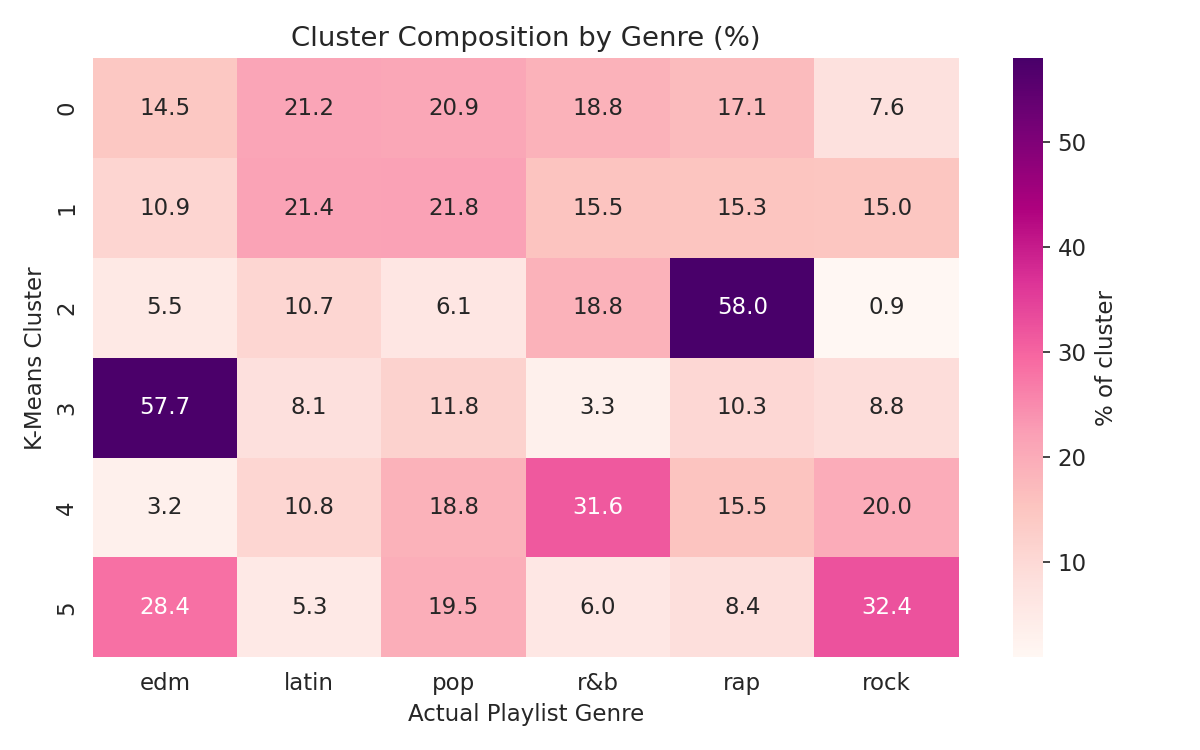 Cluster Composition by Genre (%)
K-Means Cluster
0 14.5 21.2 20.9 18.8 17.1 7.6
1 10.9 21.4 21.8 15.5 15.3 15.0
2 5.5 10.7 6.1 18.8 58.0 0.9
3 57.7 8.1 11.8 3.3 10.3 8.8
4 3.2 10.8 18.8 31.6 15.5 20.0
5 28.4 5.3 19.5 6.0 8.4 32.4
edm latin pop r&b rap rock
Actual Playlist Genre
50
40
30
20
10
% of cluster